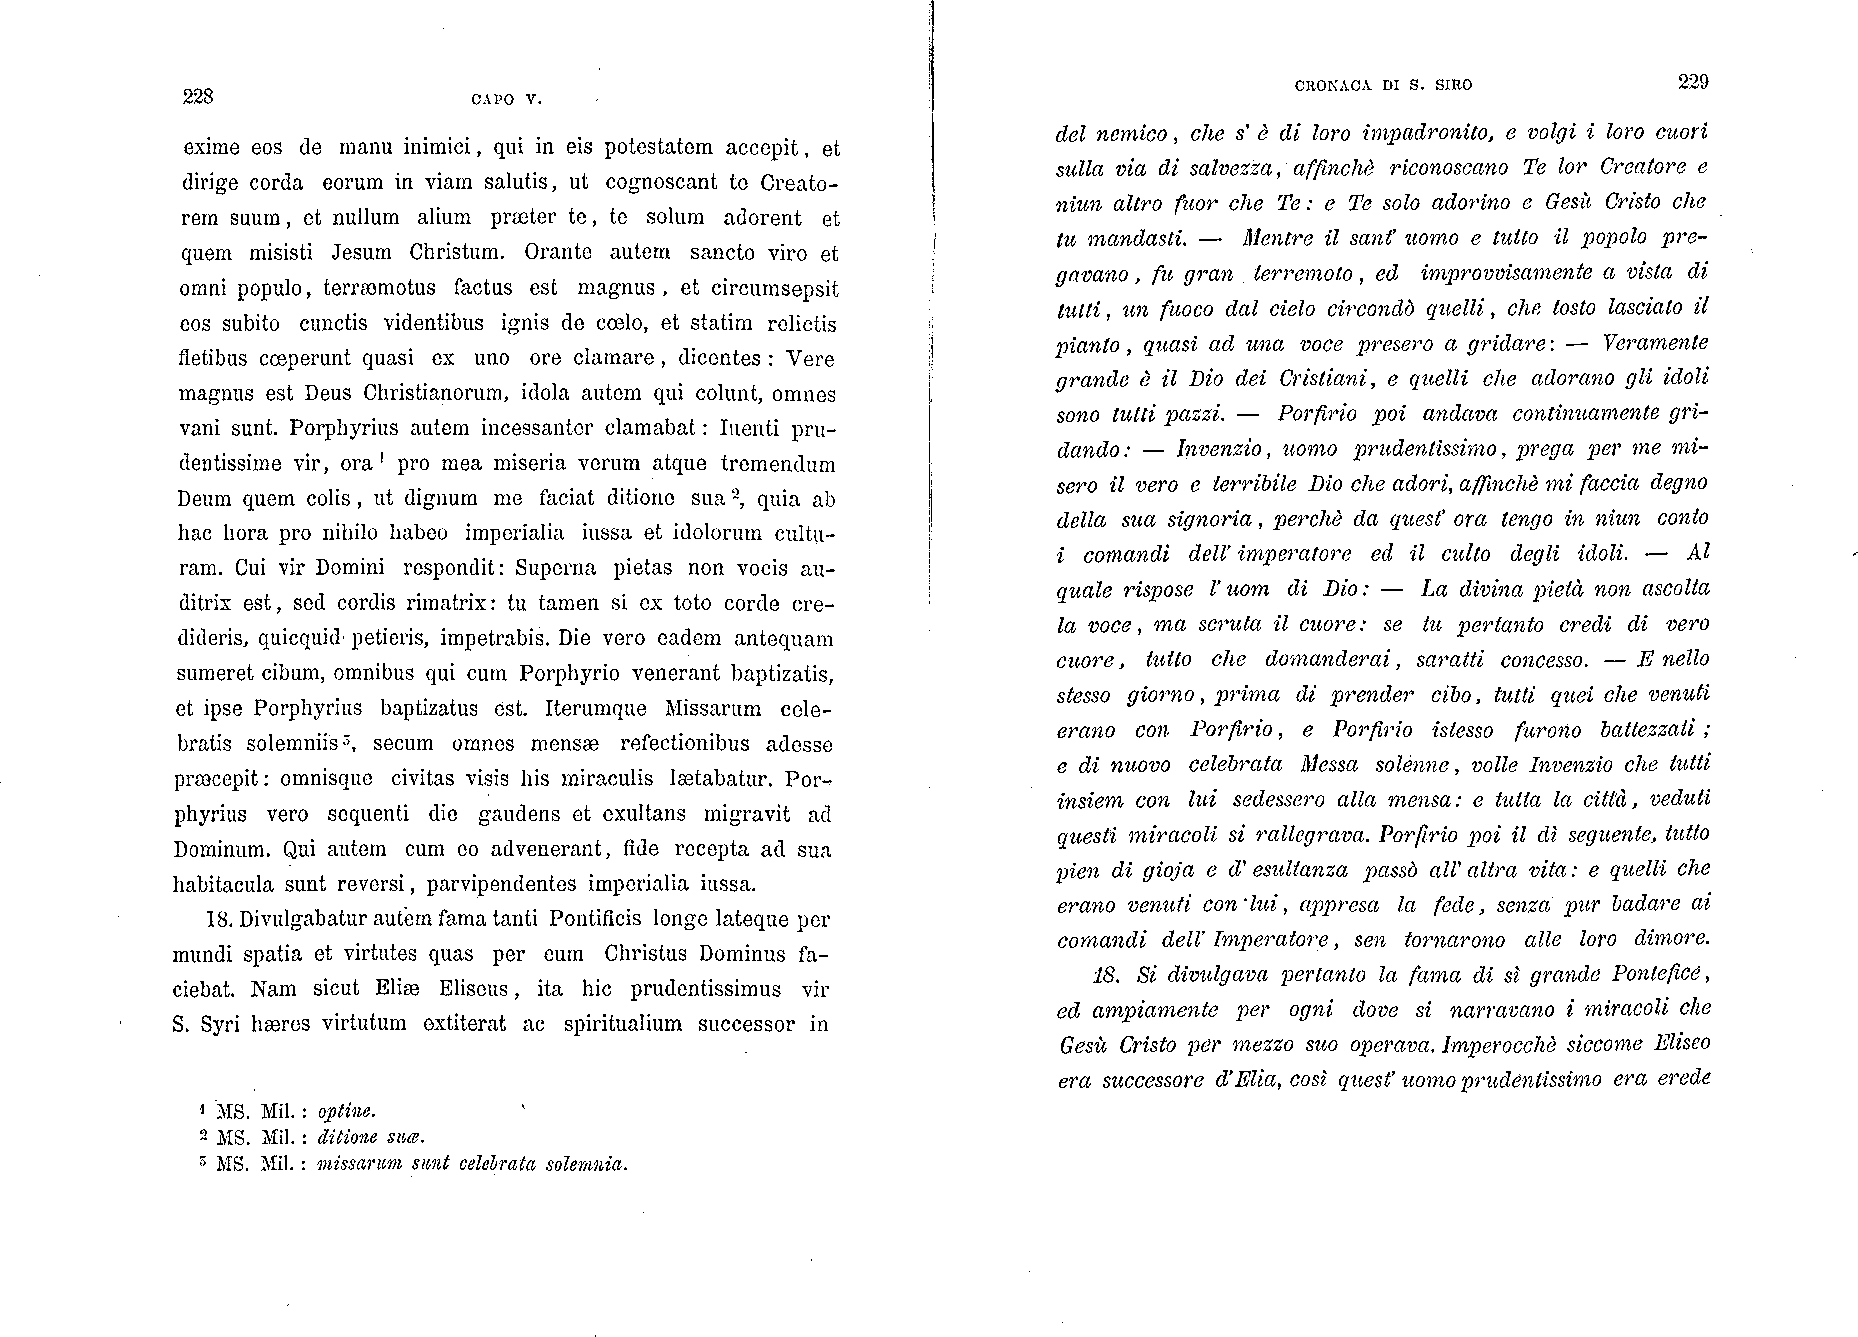 228
CAPO V.
exime eos de manu inimici, qui in eis potestatem accepit, et
dirige corda eorum in viam salutis, ut cognoscant te Creato-
rem suum, et nullum alium præter te, te solum adorent et
quem misisti Jesum Christum. Orante autem sancto viro et
omni populo, terræmotus factus est magnus, et circumsepsit
eos subito cunctis videntibus ignis de cœlo, et statim relictis
fletibus cœperunt quasi ex uno ore clamare, dicentes: Vere
magnus est Deus Christianorum, idola autem qui colunt, omnes
vani sunt. Porphyrius autem incessanter clamabat: Iuenti pru-
dentissime vir, ora ¹ pro mea miseria verum atque tremendum
Deum quem colis, ut dignum me faciat ditione sua ², quia ab
hac hora pro nihilo habeo imperialia iussa et idolorum cultu-
ram. Cui vir Domini respondit: Superna pietas non vocis au-
ditrix est, sed cordis rimatrix: tu tamen si ex toto corde cre-
dideris, quicquid petieris, impetrabis. Die vero eadem antequam
sumeret cibum, omnibus qui cum Porphyrio venerant baptizatis,
et ipse Porphyrius baptizatus est. Iterumque Missarum cele-
bratis solemniis ³, secum omnes mensæ refectionibus adesse
præcepit: omnisque civitas visis his miraculis lætabatur. Por-
phyrius vero sequenti die gaudens et exultans migravit ad
Dominum. Qui autem cum eo advenerant, fide recepta ad sua
habitacula sunt reversi, parvipendentes imperialia iussa.
18. Divulgabatur autem fama tanti Pontificis longe lateque per
mundi spatia et virtutes quas per eum Christus Dominus fa-
ciebat. Nam sicut Eliæ Eliseus, ita hic prudentissimus vir
S. Syri hæres virtutum extiterat ac spiritualium successor in
¹ MS. Mil.: optine.
² MS. Mil.: ditione suæ.
³ MS. Mil.: missarum sunt celebrata solemnia.
CRONACA DI S. SIRO
229
del nemico, che s' è di loro impadronito, e volgi i loro cuori
sulla via di salvezza, affinchè riconoscano Te lor Creatore e
niun altro fuor che Te: e Te solo adorino e Gesù Cristo che
tu mandasti. — Mentre il sant' uomo e tutto il popolo pre-
gavano, fu gran terremoto, ed improvvisamente a vista di
tutti, un fuoco dal cielo circondò quelli, che tosto lasciato il
pianto, quasi ad una voce presero a gridare: — Veramente
grande è il Dio dei Cristiani, e quelli che adorano gli idoli
sono tutti pazzi. — Porfirio poi andava continuamente gri-
dando: — Invenzio, uomo prudentissimo, prega per me mi-
sero il vero e terribile Dio che adori, affinchè mi faccia degno
della sua signoria, perchè da quest' ora tengo in niun conto
i comandi dell' imperatore ed il culto degli idoli. — Al
quale rispose l' uom di Dio: — La divina pietà non ascolta
la voce, ma scruta il cuore: se tu pertanto credi di vero
cuore, tutto che domanderai, saratti concesso. — E nello
stesso giorno, prima di prender cibo, tutti quei che venuti
erano con Porfirio, e Porfirio istesso furono battezzati;
e di nuovo celebrata Messa solenne, volle Invenzio che tutti
insiem con lui sedessero alla mensa: e tutta la città, veduti
questi miracoli si rallegrava. Porfirio poi il dì seguente, tutto
pien di gioja e d' esultanza passò all' altra vita: e quelli che
erano venuti con lui, appresa la fede, senza pur badare ai
comandi dell' Imperatore, sen tornarono alle loro dimore.
18. Si divulgava pertanto la fama di sì grande Pontefice,
ed ampiamente per ogni dove si narravano i miracoli che
Gesù Cristo per mezzo suo operava. Imperocchè siccome Eliseo
era successore d' Elia, così quest' uomo prudentissimo era erede